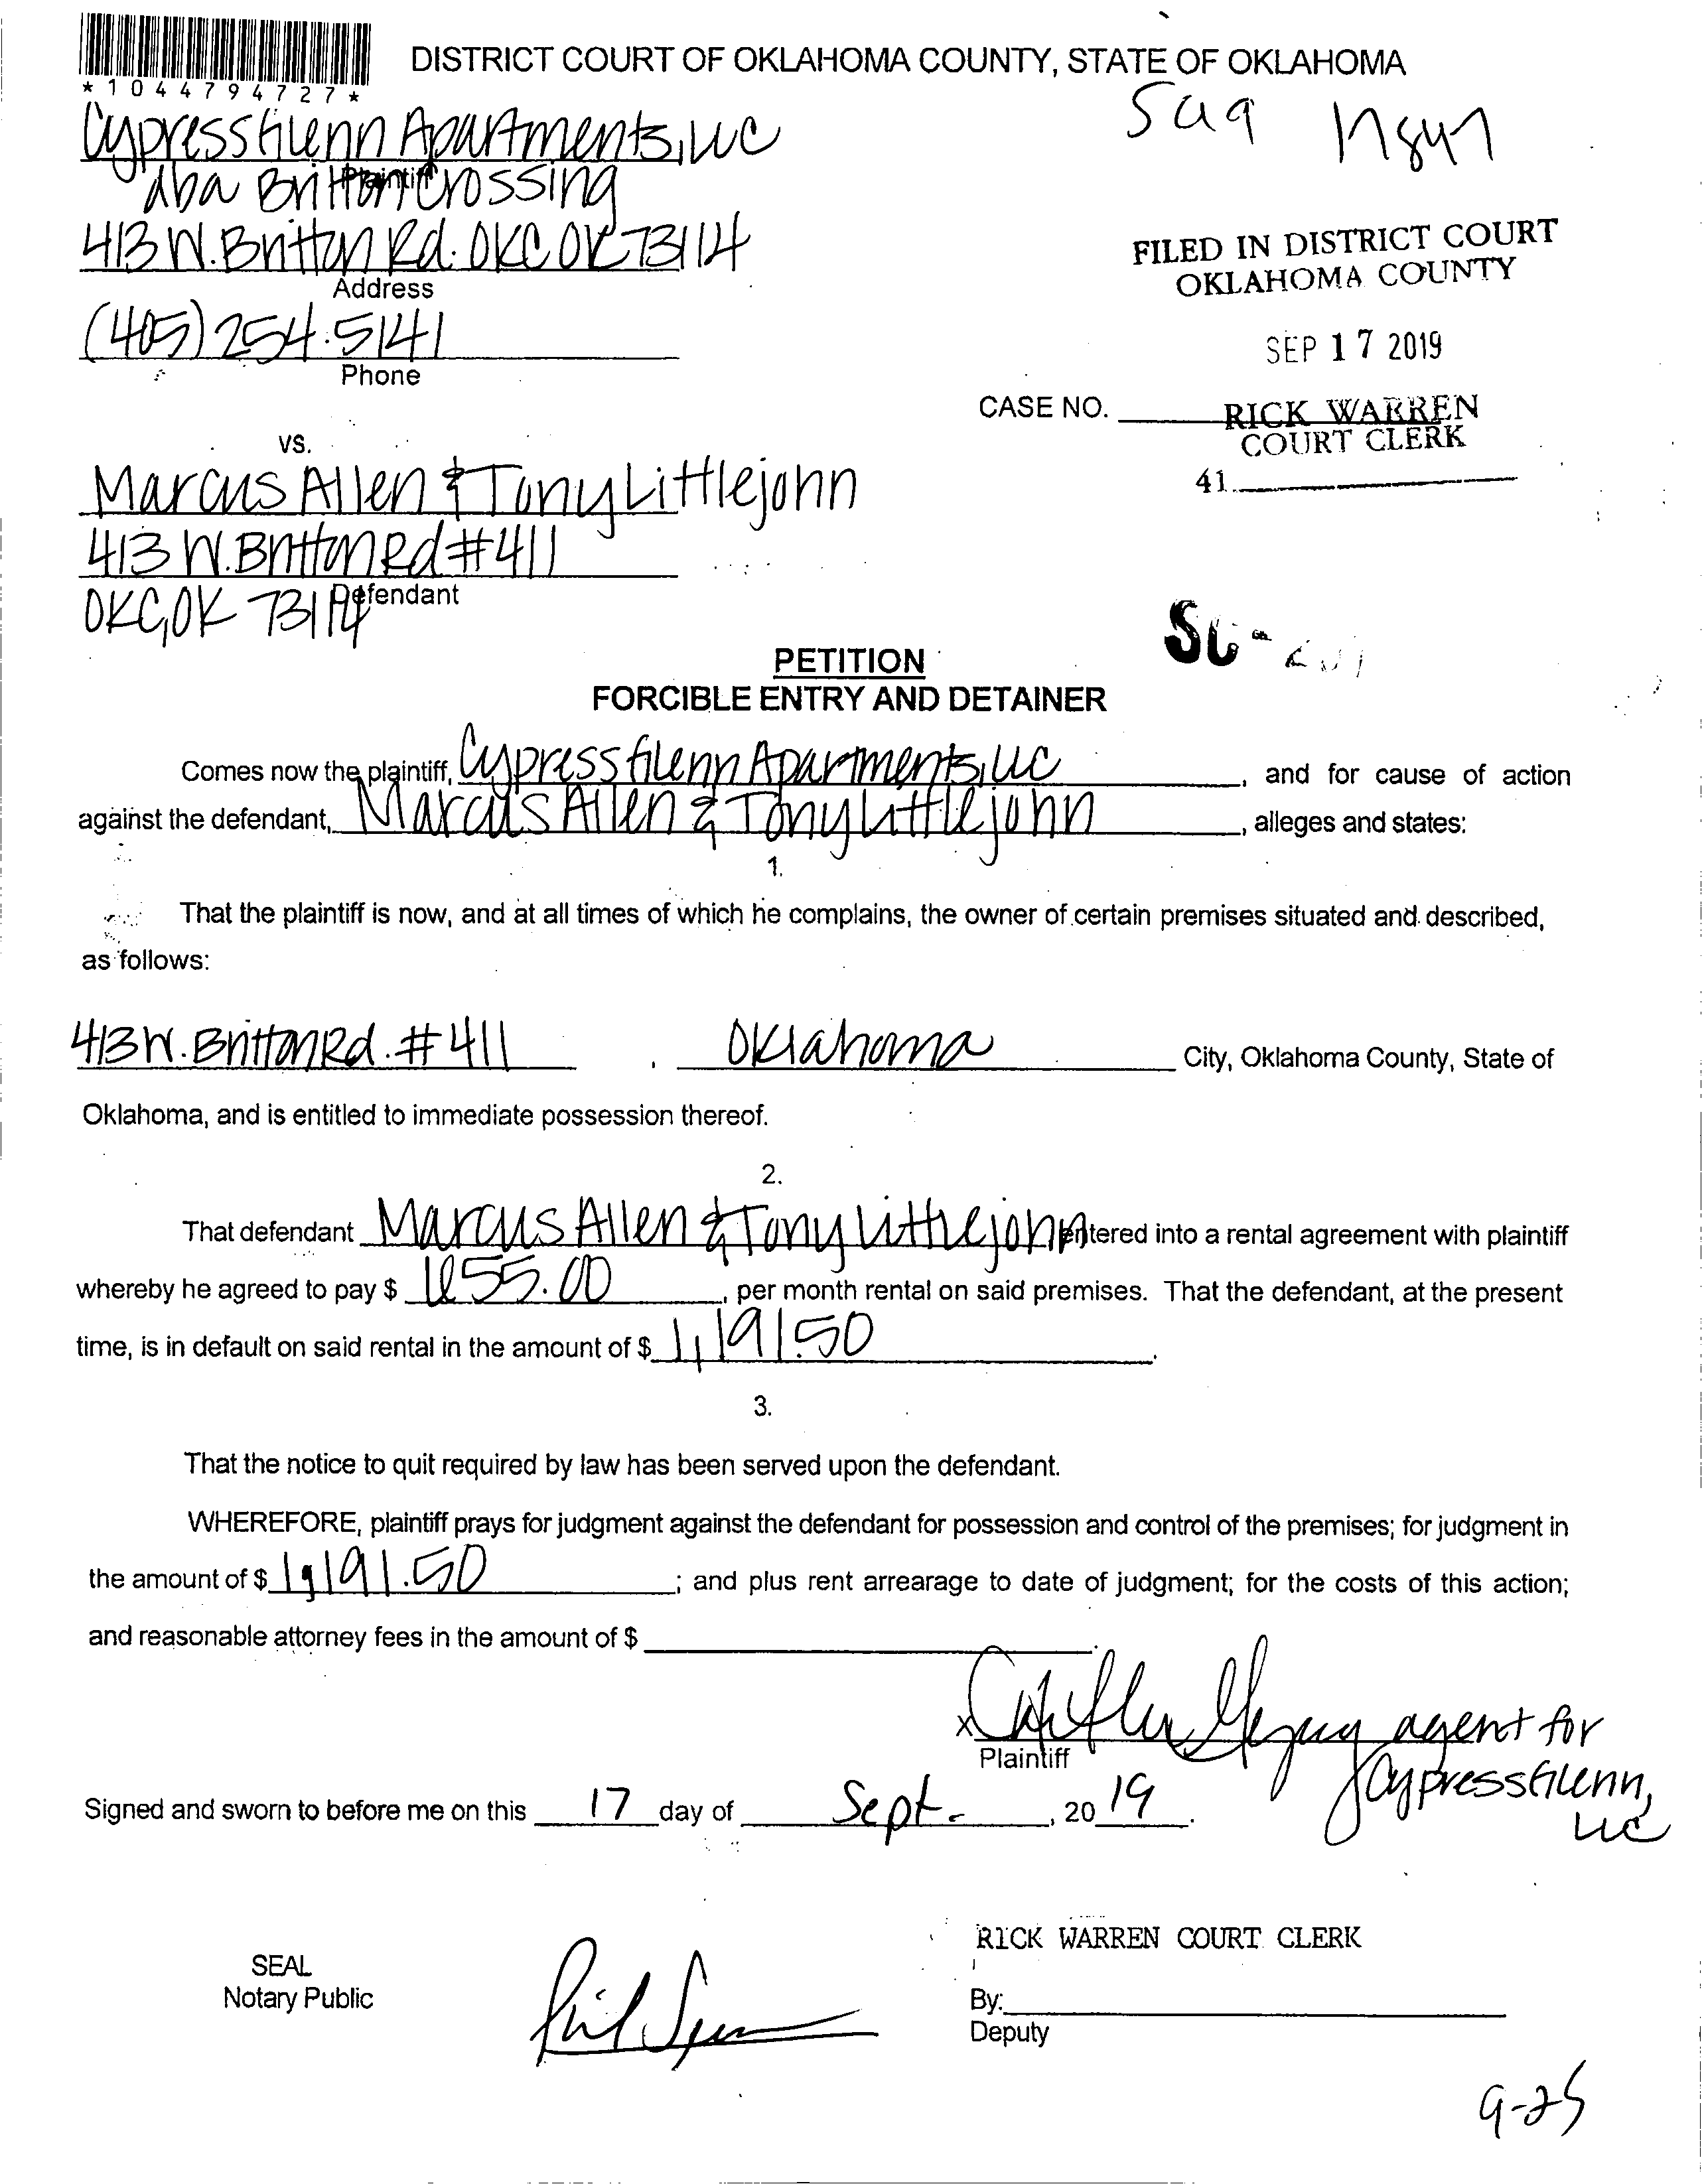 *1044794727*
DISTRICT COURT OF OKLAHOMA COUNTY, STATE OF OKLAHOMA
Cypress Glenn Apartments, LLC
Plaintiff
dba Britton Crossing
413 W. Britton Rd. OKC OK 73114
Address
(405) 254.5141
Phone
FILED IN DISTRICT COURT
OKLAHOMA COUNTY
SEP 17 2019
CASE NO.
RICK WARREN
COURT CLERK
41
VS.
Marcus Allen & Tony Littlejohn
413 W. Britton Rd #411
Defendant
OKC, OK 73114
SC-
PETITION
FORCIBLE ENTRY AND DETAINER
Comes now the plaintiff, Cypress Glenn Apartments, LLC, and for cause of action
against the defendant, Marcus Allen & Tony Littlejohn, alleges and states:
1.
That the plaintiff is now, and at all times of which he complains, the owner of certain premises situated and described,
as follows:
413 W. Britton Rd. #411, Oklahoma City, Oklahoma County, State of
Oklahoma, and is entitled to immediate possession thereof.
2.
That defendant Marcus Allen & Tony Littlejohn entered into a rental agreement with plaintiff
whereby he agreed to pay $ 655.00, per month rental on said premises. That the defendant, at the present
time, is in default on said rental in the amount of $ 1,191.50.
3.
That the notice to quit required by law has been served upon the defendant.
WHEREFORE, plaintiff prays for judgment against the defendant for possession and control of the premises; for judgment in
the amount of $ 1,191.50; and plus rent arrearage to date of judgment; for the costs of this action;
and reasonable attorney fees in the amount of $
x agent for
Plaintiff
Cypress Glenn,
LLC
Signed and sworn to before me on this 17 day of Sept., 2019.
RICK WARREN COURT CLERK
SEAL
Notary Public
By:
Deputy
9-25